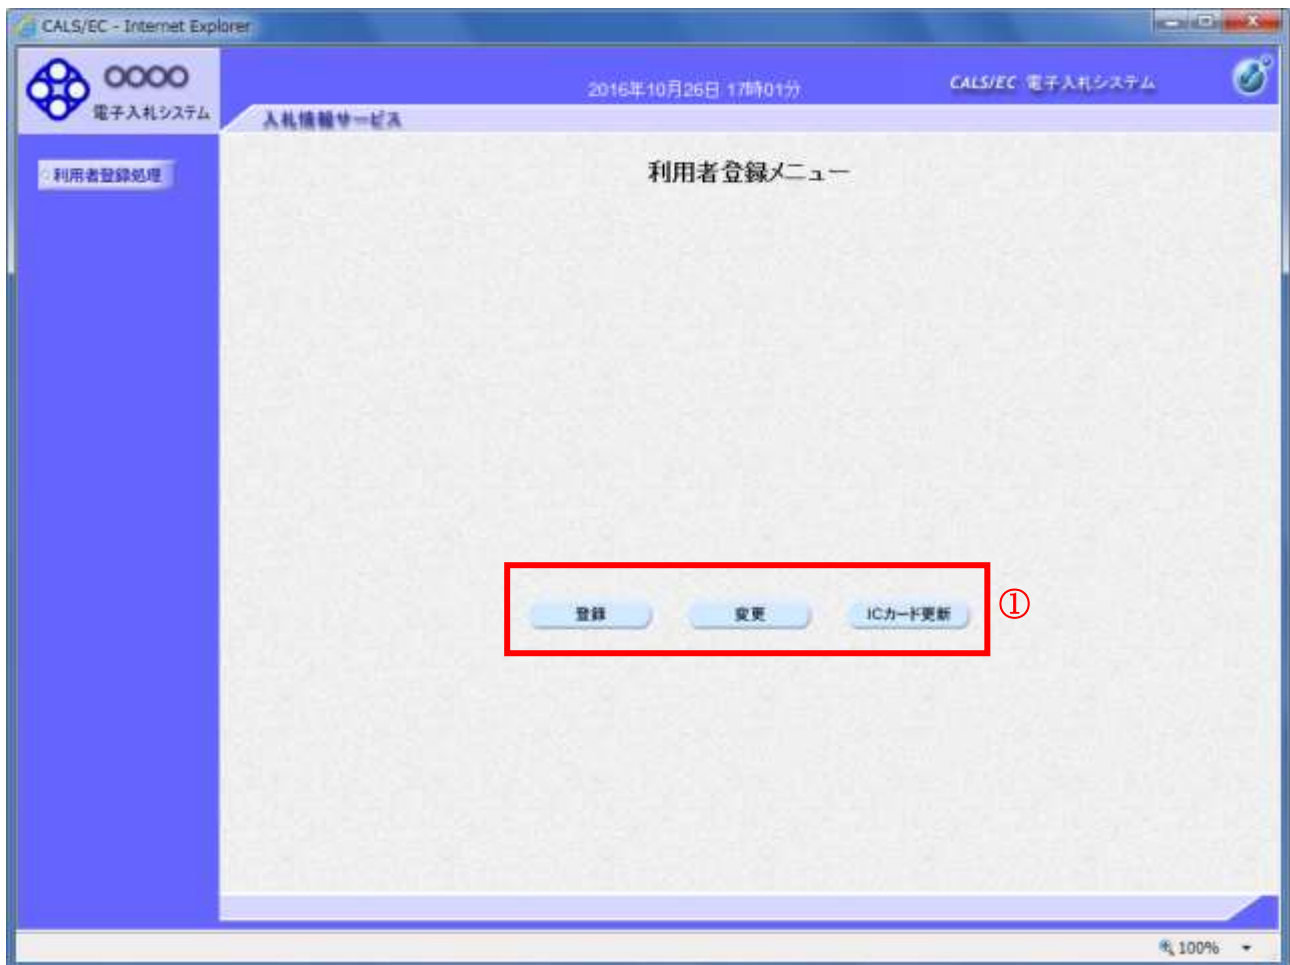 CALS/EC - Internet Explorer
OOOO
電子入札システム
2016年10月26日 17時01分
CALS/EC 電子入札システム
入札情報サービス
利用者登録処理
利用者登録メニュー
登録
変更
ICカード更新
①
100%